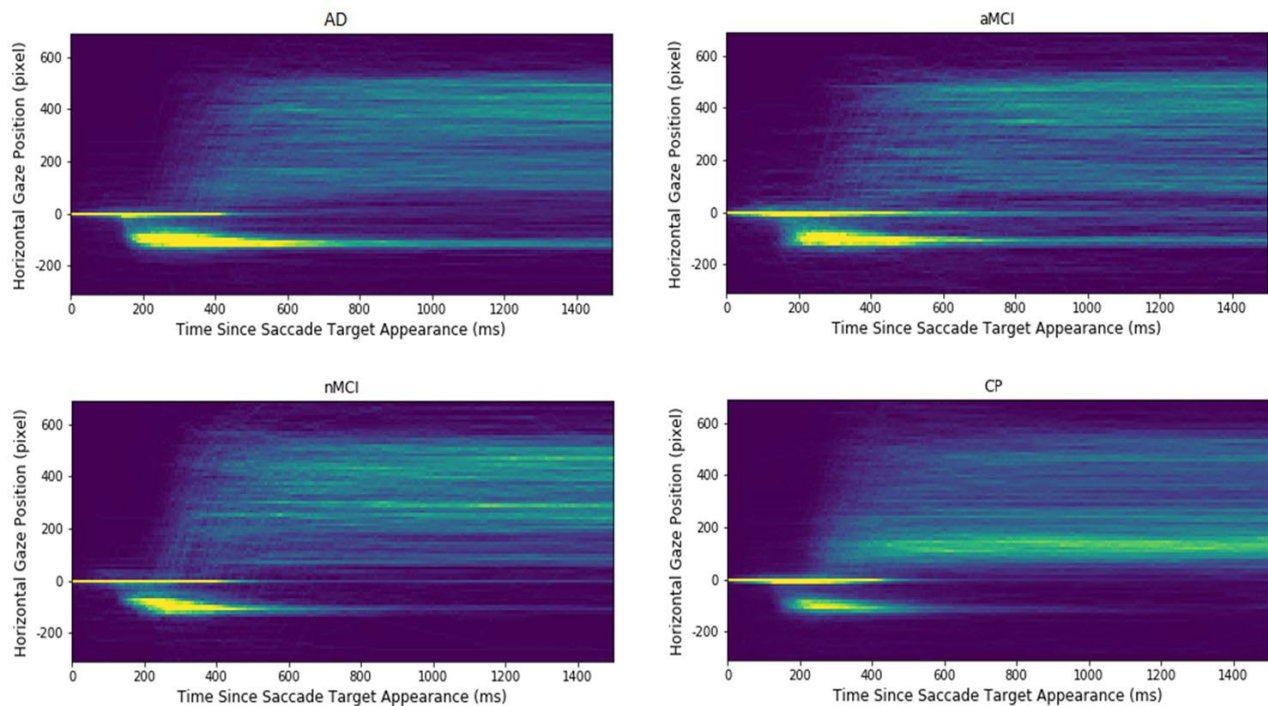 AD
Horizontal Gaze Position (pixel)
600
400
200
0
-200
0 200 400 600 800 1000 1200 1400
Time Since Saccade Target Appearance (ms)
aMCI
Horizontal Gaze Position (pixel)
600
400
200
0
-200
0 200 400 600 800 1000 1200 1400
Time Since Saccade Target Appearance (ms)
nMCI
Horizontal Gaze Position (pixel)
600
400
200
0
-200
0 200 400 600 800 1000 1200 1400
Time Since Saccade Target Appearance (ms)
CP
Horizontal Gaze Position (pixel)
600
400
200
0
-200
0 200 400 600 800 1000 1200 1400
Time Since Saccade Target Appearance (ms)